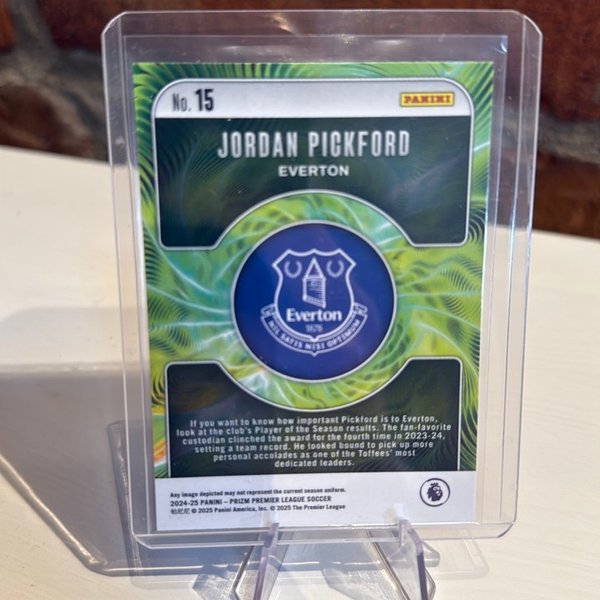 No. 15
PANINI
JORDAN PICKFORD
EVERTON
Everton
1878
NIL SATIS NISI OPTIMUM
If you want to know how important Pickford is to Everton,
look at the club's Player of the Season results. The fan-favorite
custodian clinched the award for the fourth time in 2023-24,
setting a team record. He looked bound to pick up more
personal accolades as one of the Toffees' most
dedicated leaders.
Any image depicted may not represent the current season uniform.
2024-25 PANINI – PRIZM PREMIER LEAGUE SOCCER
帕尼尼 © 2025 Panini America, Inc. © 2025 The Premier League